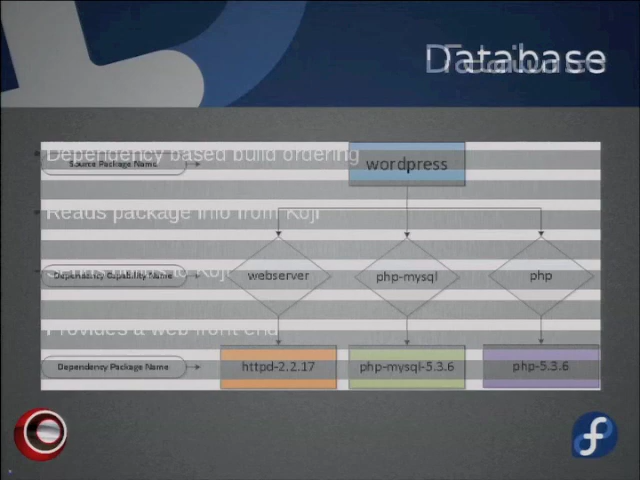 Database
Dependency based build ordering
Source Package Name
wordpress
Reads package info from Koji
Dependency Capability Name
webserver
php-mysql
php
Provides a web front end
Dependency Package Name
httpd-2.2.17
php-mysql-5.3.6
php-5.3.6